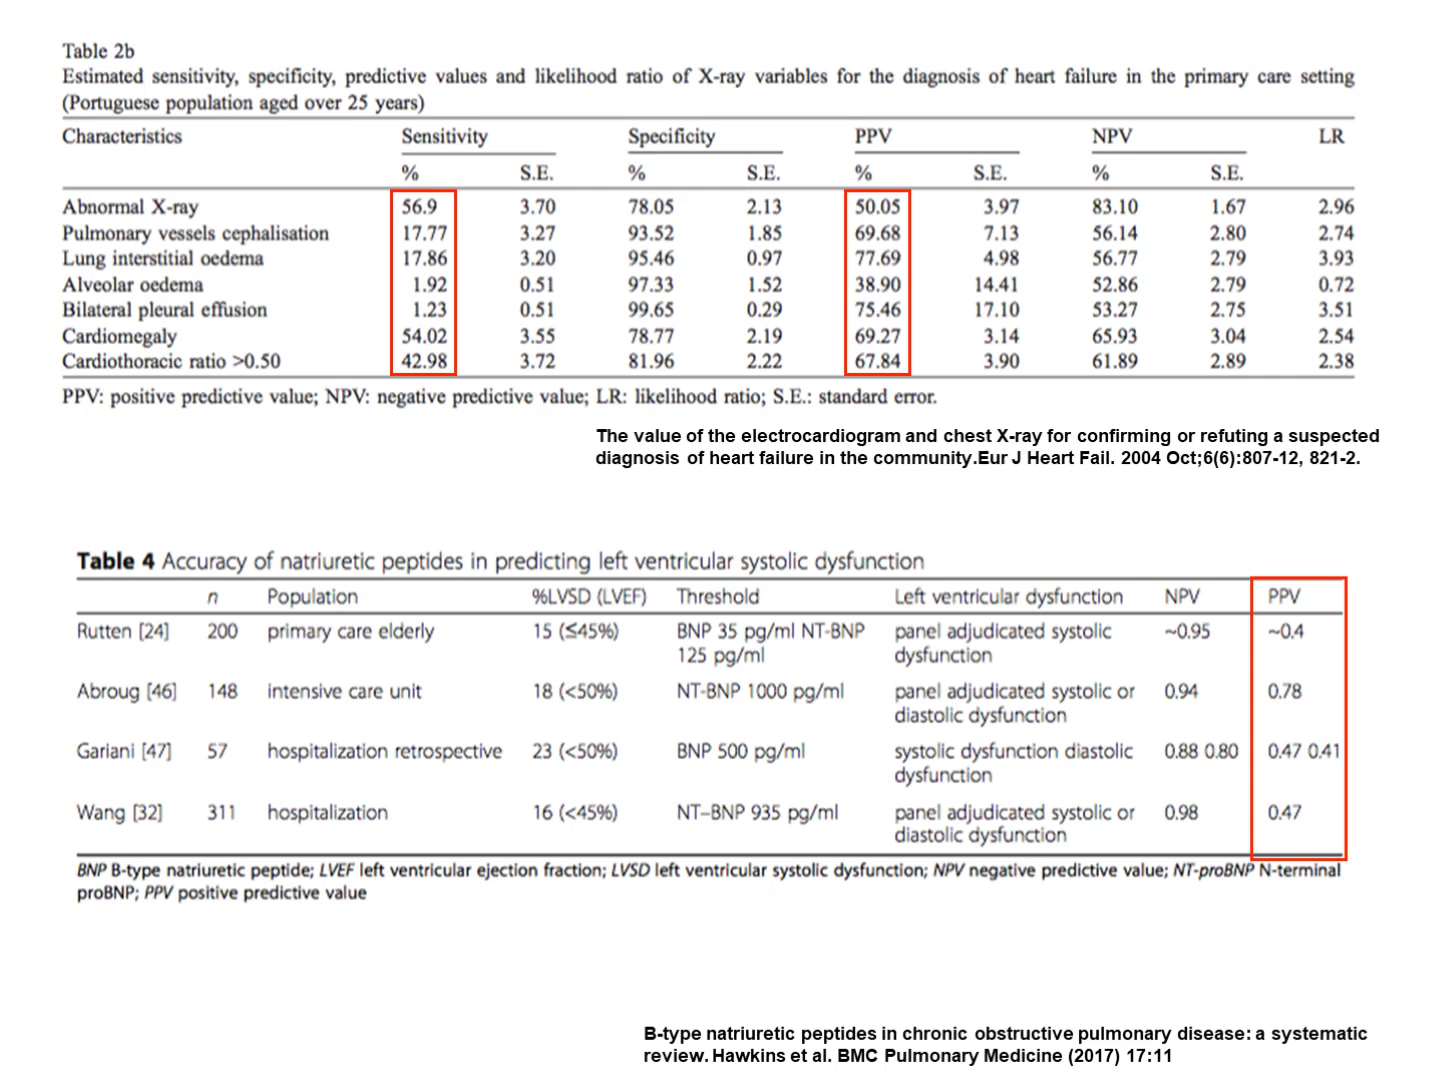 Table 2b
Estimated sensitivity, specificity, predictive values and likelihood ratio of X-ray variables for the diagnosis of heart failure in the primary care setting
(Portuguese population aged over 25 years)
Characteristics Sensitivity Specificity PPV NPV LR
% S.E. % S.E. % S.E. % S.E.
Abnormal X-ray 56.9 3.70 78.05 2.13 50.05 3.97 83.10 1.67 2.96
Pulmonary vessels cephalisation 17.77 3.27 93.52 1.85 69.68 7.13 56.14 2.80 2.74
Lung interstitial oedema 17.86 3.20 95.46 0.97 77.69 4.98 56.77 2.79 3.93
Alveolar oedema 1.92 0.51 97.33 1.52 38.90 14.41 52.86 2.79 0.72
Bilateral pleural effusion 1.23 0.51 99.65 0.29 75.46 17.10 53.27 2.75 3.51
Cardiomegaly 54.02 3.55 78.77 2.19 69.27 3.14 65.93 3.04 2.54
Cardiothoracic ratio >0.50 42.98 3.72 81.96 2.22 67.84 3.90 61.89 2.89 2.38
PPV: positive predictive value; NPV: negative predictive value; LR: likelihood ratio; S.E.: standard error.
The value of the electrocardiogram and chest X-ray for confirming or refuting a suspected
diagnosis of heart failure in the community.Eur J Heart Fail. 2004 Oct;6(6):807-12, 821-2.
Table 4 Accuracy of natriuretic peptides in predicting left ventricular systolic dysfunction
n Population %LVSD (LVEF) Threshold Left ventricular dysfunction NPV PPV
Rutten [24] 200 primary care elderly 15 (≤45%) BNP 35 pg/ml NT-BNP panel adjudicated systolic ~0.95 ~0.4
125 pg/ml dysfunction
Abroug [46] 148 intensive care unit 18 (<50%) NT-BNP 1000 pg/ml panel adjudicated systolic or 0.94 0.78
diastolic dysfunction
Gariani [47] 57 hospitalization retrospective 23 (<50%) BNP 500 pg/ml systolic dysfunction diastolic 0.88 0.80 0.47 0.41
dysfunction
Wang [32] 311 hospitalization 16 (<45%) NT–BNP 935 pg/ml panel adjudicated systolic or 0.98 0.47
diastolic dysfunction
BNP B-type natriuretic peptide; LVEF left ventricular ejection fraction; LVSD left ventricular systolic dysfunction; NPV negative predictive value; NT-proBNP N-terminal
proBNP; PPV positive predictive value
B-type natriuretic peptides in chronic obstructive pulmonary disease: a systematic
review. Hawkins et al. BMC Pulmonary Medicine (2017) 17:11